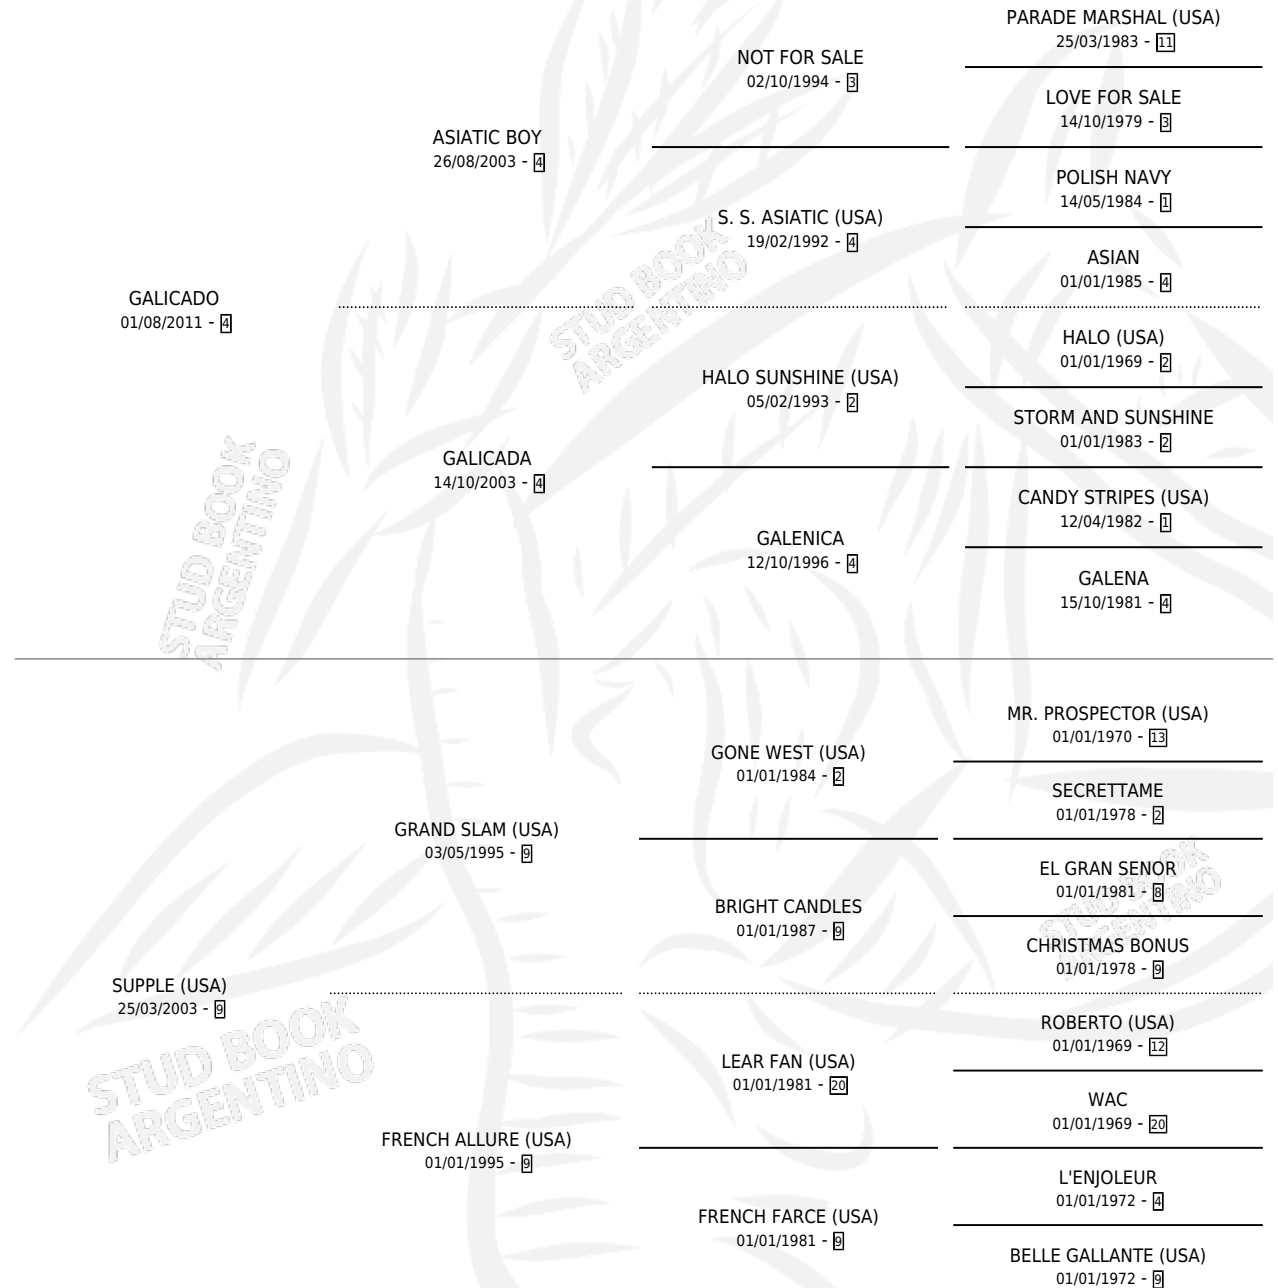 PARADE MARSHAL (USA)
25/03/1983 - 11
NOT FOR SALE
02/10/1994 - 3
LOVE FOR SALE
14/10/1979 - 3
ASIATIC BOY
26/08/2003 - 4
POLISH NAVY
14/05/1984 - 1
S. S. ASIATIC (USA)
19/02/1992 - 4
ASIAN
01/01/1985 - 4
GALICADO
01/08/2011 - 4
STUD BOOK
ARGENTINO
HALO (USA)
01/01/1969 - 2
HALO SUNSHINE (USA)
05/02/1993 - 2
STORM AND SUNSHINE
01/01/1983 - 2
GALICADA
14/10/2003 - 4
CANDY STRIPES (USA)
12/04/1982 - 1
GALENICA
12/10/1996 - 4
GALENA
15/10/1981 - 4
STUD BOOK
ARGENTINO
MR. PROSPECTOR (USA)
01/01/1970 - 13
GONE WEST (USA)
01/01/1984 - 2
SECRETTAME
01/01/1978 - 2
GRAND SLAM (USA)
03/05/1995 - 9
EL GRAN SENOR
01/01/1981 - 8
BRIGHT CANDLES
01/01/1987 - 9
STUD BOOK
ARGENTINO
CHRISTMAS BONUS
01/01/1978 - 9
SUPPLE (USA)
25/03/2003 - 9
STUD BOOK
ARGENTINO
ROBERTO (USA)
01/01/1969 - 12
LEAR FAN (USA)
01/01/1981 - 20
WAC
01/01/1969 - 20
FRENCH ALLURE (USA)
01/01/1995 - 9
L'ENJOLEUR
01/01/1972 - 4
FRENCH FARCE (USA)
01/01/1981 - 9
BELLE GALLANTE (USA)
01/01/1972 - 9